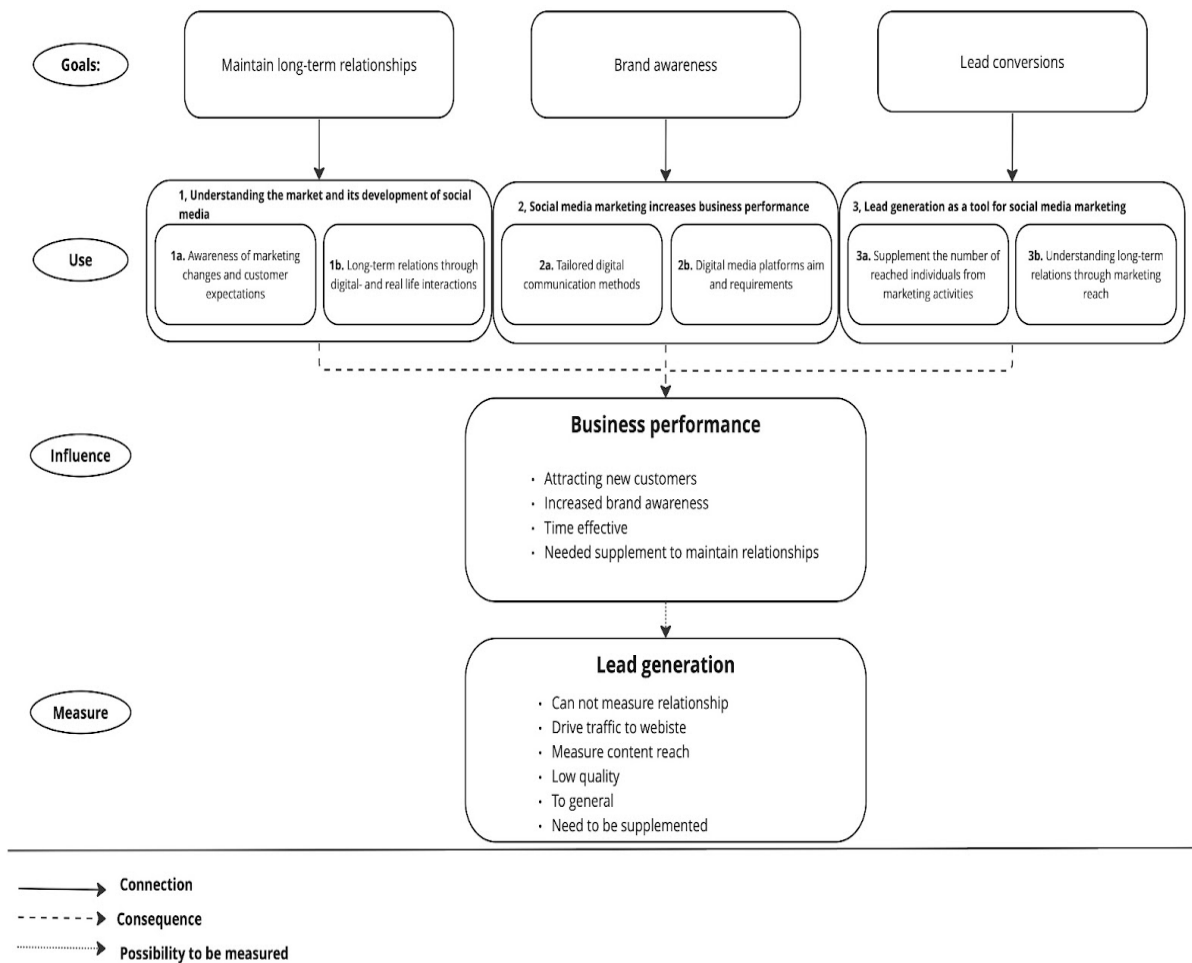 Goals:
Maintain long-term relationships
Brand awareness
Lead conversions
Use
1, Understanding the market and its development of social
media
1a. Awareness of marketing
changes and customer
expectations
1b. Long-term relations through
digital- and real life interactions
2, Social media marketing increases business performance
2a. Tailored digital
communication methods
2b. Digital media platforms aim
and requirements
3, Lead generation as a tool for social media marketing
3a. Supplement the number of
reached individuals from
marketing activities
3b. Understanding long-term
relations through marketing
reach
Influence
Business performance
• Attracting new customers
• Increased brand awareness
• Time effective
• Needed supplement to maintain relationships
Measure
Lead generation
• Can not measure relationship
• Drive traffic to webiste
• Measure content reach
• Low quality
• To general
• Need to be supplemented
Connection
Consequence
Possibility to be measured